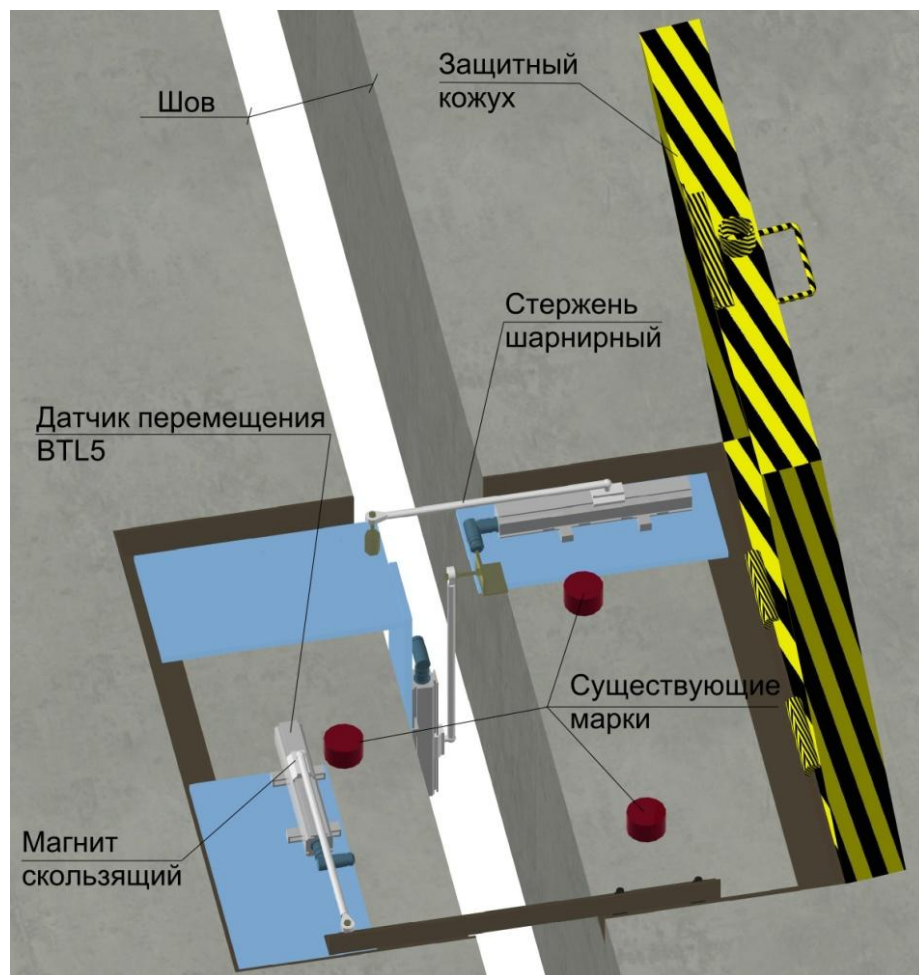 Шов
Защитный
кожух
Стержень
шарнирный
Датчик перемещения
BTL5
Существующие
марки
Магнит
скользящий